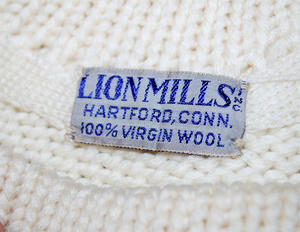 LION MILLS
HARTFORD, CONN.
100% VIRGIN WOOL